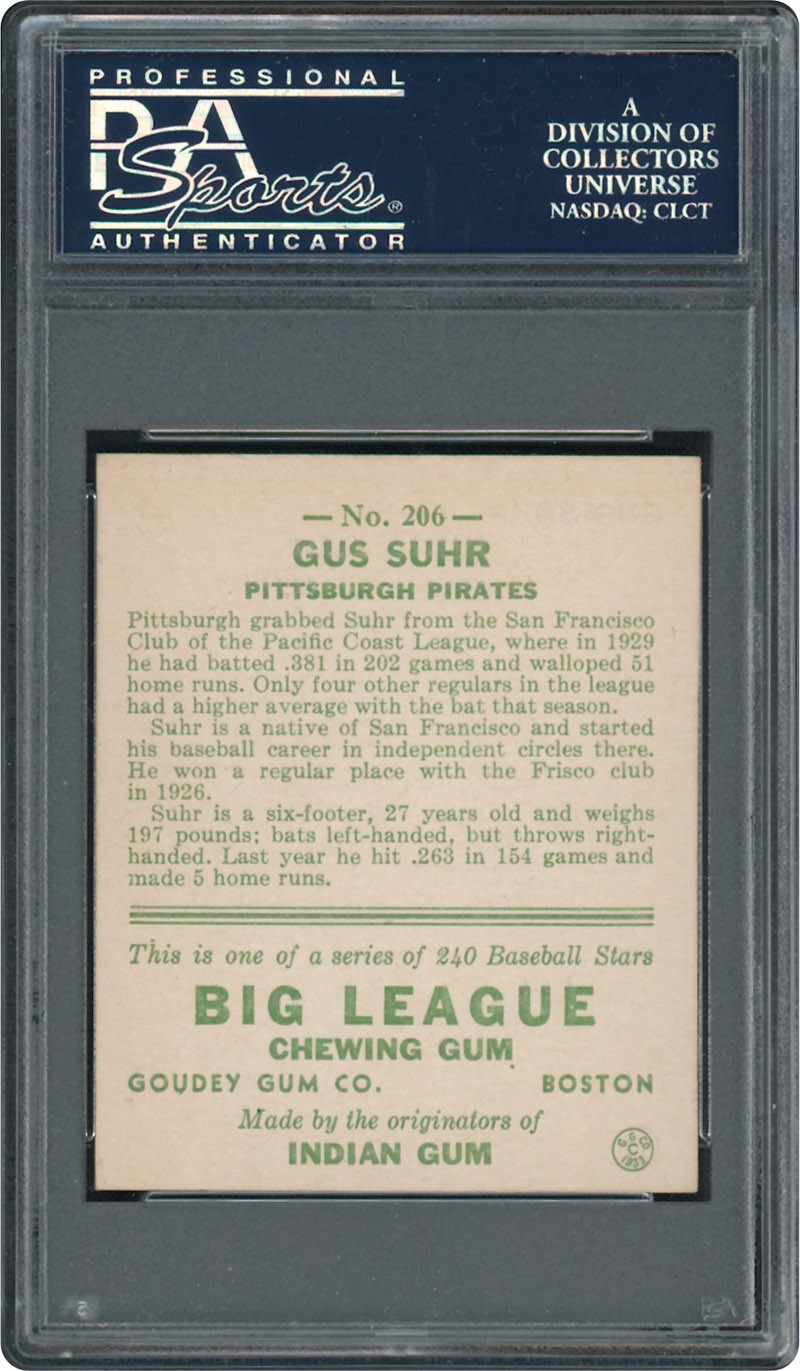 PROFESSIONAL
PSA
Sports®
AUTHENTICATOR
A
DIVISION OF
COLLECTORS
UNIVERSE
NASDAQ: CLCT
— No. 206 —
GUS SUHR
PITTSBURGH PIRATES
Pittsburgh grabbed Suhr from the San Francisco
Club of the Pacific Coast League, where in 1929
he had batted .381 in 202 games and walloped 51
home runs. Only four other regulars in the league
had a higher average with the bat that season.
Suhr is a native of San Francisco and started
his baseball career in independent circles there.
He won a regular place with the Frisco club
in 1926.
Suhr is a six-footer, 27 years old and weighs
197 pounds; bats left-handed, but throws right-
handed. Last year he hit .263 in 154 games and
made 5 home runs.
This is one of a series of 240 Baseball Stars
BIG LEAGUE
CHEWING GUM
GOUDEY GUM CO. BOSTON
Made by the originators of
INDIAN GUM
G.G.CO
C
1933
PSA